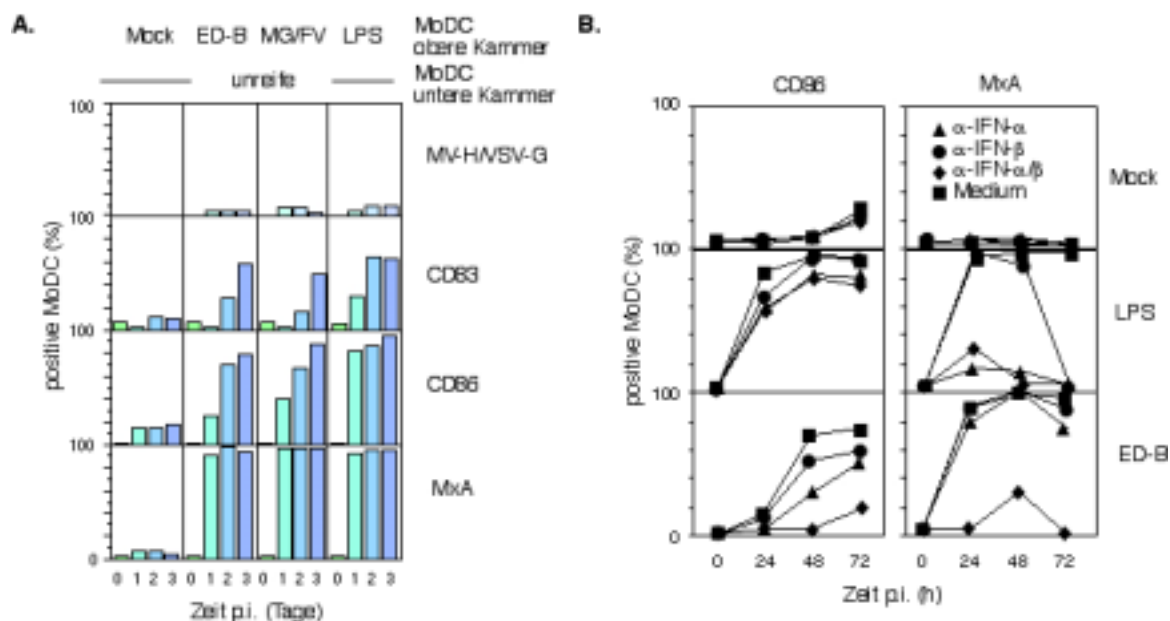 A.
Mock ED-B MG/FV LPS MoDC
obere Kammer
unreife MoDC
untere Kammer
100
MV-H/VSV-G
100
CD83
100
CD86
100
MxA
0
positive MoDC (%)
0 1 2 3 0 1 2 3 0 1 2 3 0 1 2 3
Zeit p.i. (Tage)
B.
CD86 MxA
100
α-IFN-α
α-IFN-β
α-IFN-α/β
Medium
Mock
100
LPS
100
ED-B
0
positive MoDC (%)
0 24 48 72 0 24 48 72
Zeit p.i. (h)